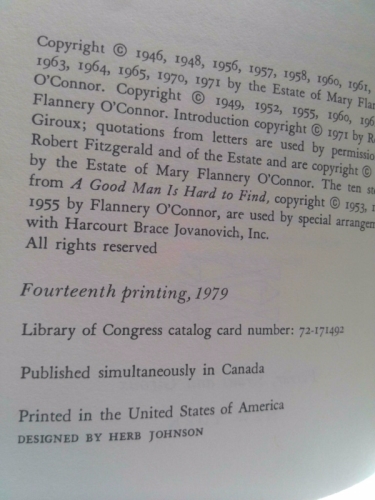 Copyright © 1946, 1948, 1956, 1957, 1958, 1960, 1961,
1963, 1964, 1965, 1970, 1971 by the Estate of Mary
O'Connor. Copyright © 1949, 1952, 1955, 1960,
Flannery O'Connor. Introduction copyright © 1971 by
Giroux; quotations from letters are used by
Robert Fitzgerald and of the Estate and are copyright ©
by the Estate of Mary Flannery O'Connor. The ten
from A Good Man Is Hard to Find, copyright © 1953,
1955 by Flannery O'Connor, are used by special
with Harcourt Brace Jovanovich, Inc.
All rights reserved
Fourteenth printing, 1979
Library of Congress catalog card number: 72-171492
Published simultaneously in Canada
Printed in the United States of America
DESIGNED BY HERB JOHNSON